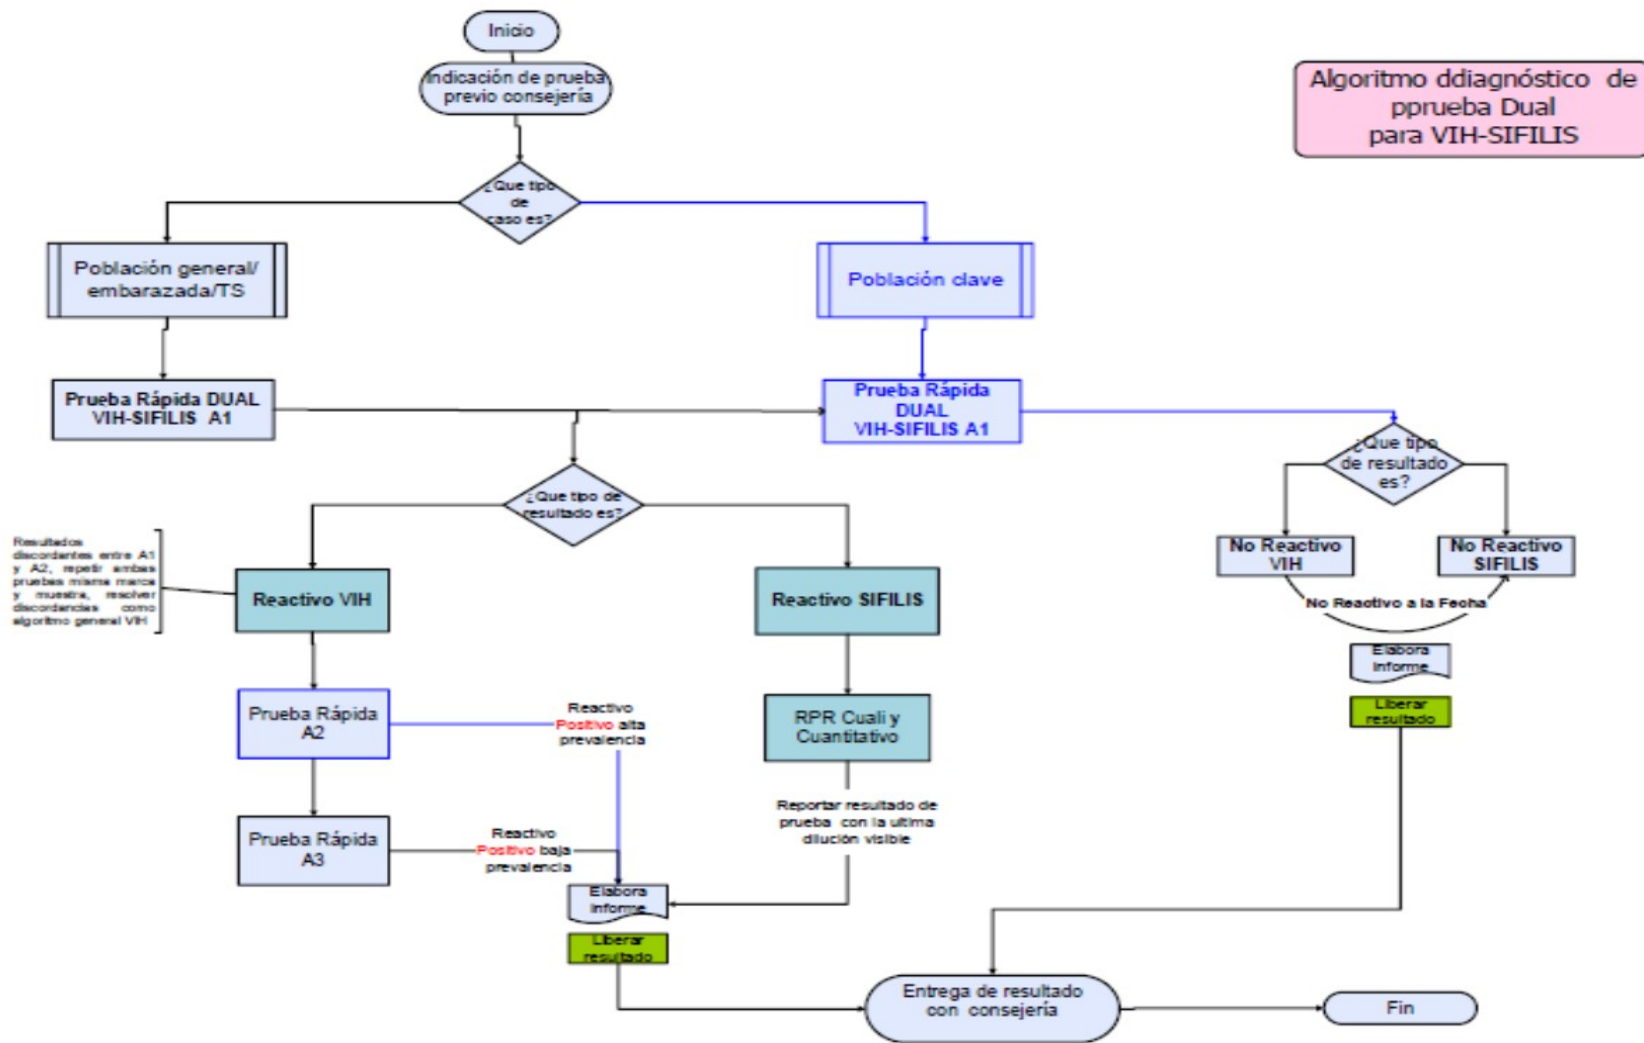 Inicio
Indicación de prueba
previo consejería
Algoritmo ddiagnóstico de
pprueba Dual
para VIH-SIFILIS
¿Que tipo
de
caso es?
Población general/
embarazada/TS
Población clave
Prueba Rápida DUAL
VIH-SIFILIS A1
Prueba Rápida
DUAL
VIH-SIFILIS A1
¿Que tipo
de resultado
es?
¿Que tipo de
resultado es?
Resultados
discordantes entre A1
y A2, repetir ambas
pruebas misma marca
y muestra, resolver
discordancias como
algoritmo general VIH
Reactivo VIH
Reactivo SIFILIS
No Reactivo
VIH
No Reactivo
SIFILIS
No Reactivo a la Fecha
Elabora
informe
Liberar
resultado
Prueba Rápida
A2
Reactivo
Positivo alta
prevalencia
RPR Cuali y
Cuantitativo
Prueba Rápida
A3
Reactivo
Positivo baja
prevalencia
Reportar resultado de
prueba con la ultima
dilución visible
Elabora
informe
Liberar
resultado
Entrega de resultado
con consejería
Fin